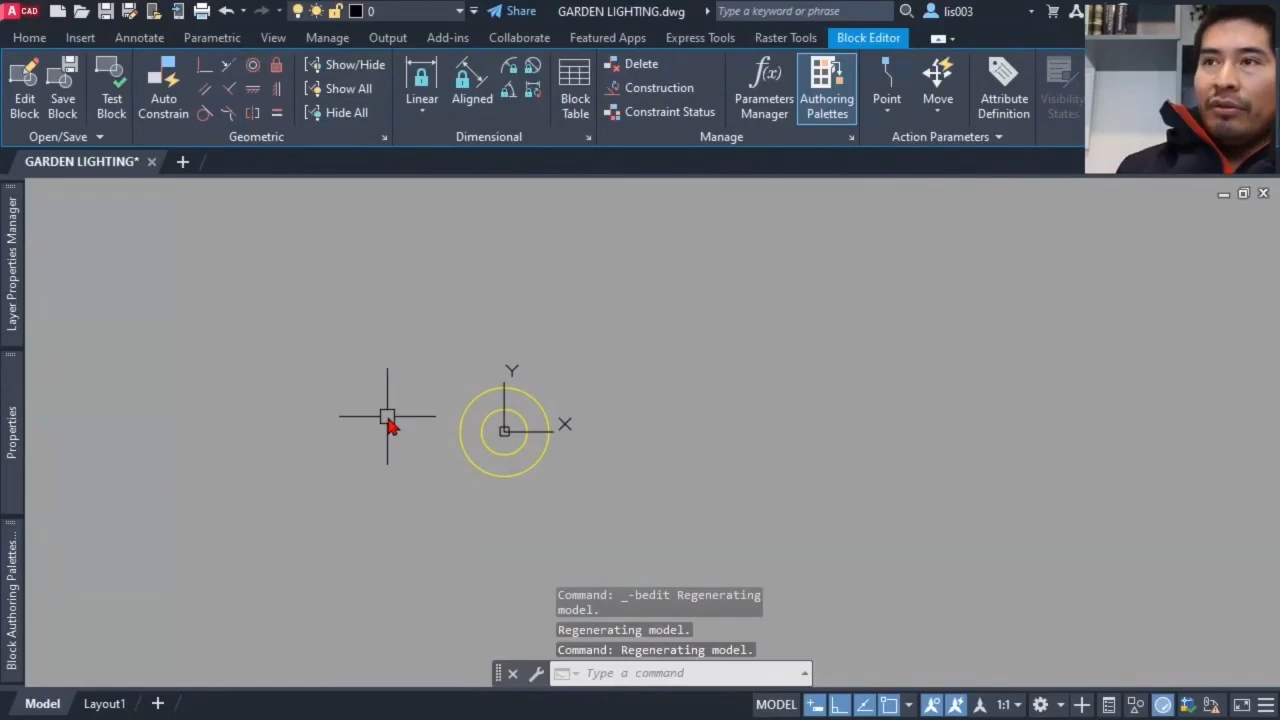 A CAD
0
Share
GARDEN LIGHTING.dwg
Type a keyword or phrase
lis003
Home
Insert
Annotate
Parametric
View
Manage
Output
Add-ins
Collaborate
Featured Apps
Express Tools
Raster Tools
Block Editor
Edit
Block
Save
Block
Test
Block
Auto
Constrain
Show/Hide
Show All
Hide All
Linear
Aligned
Block
Table
Delete
Construction
Constraint Status
f(x)
Parameters
Manager
Authoring
Palettes
Point
Move
Attribute
Definition
Visibility
States
Open/Save
Geometric
Dimensional
Manage
Action Parameters
GARDEN LIGHTING*
Layer Properties Manager
Properties
Block Authoring Palettes...
Y
X
Command: _-bedit Regenerating
model.
Regenerating model.
Command: Regenerating model.
Type a command
Model
Layout1
MODEL
1:1